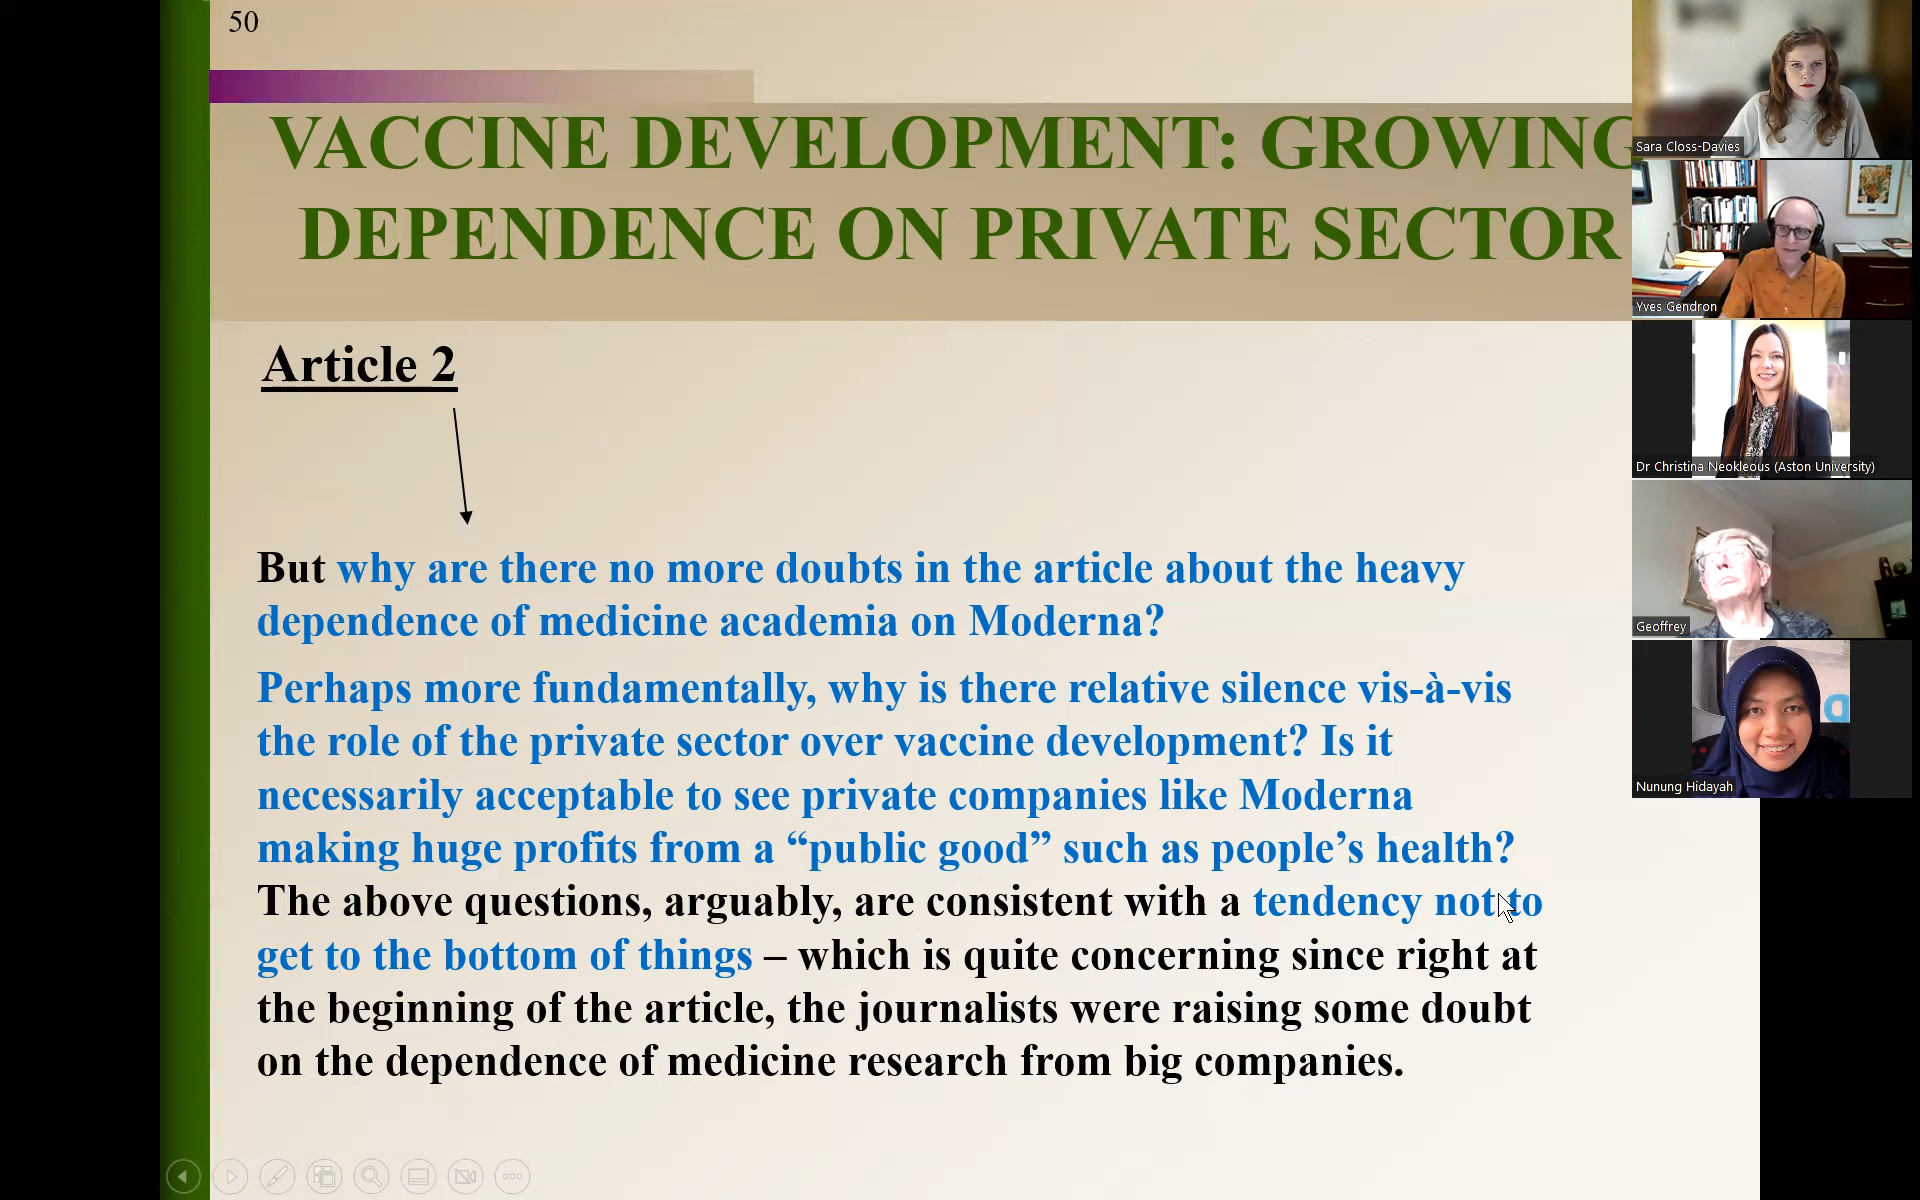 50
VACCINE DEVELOPMENT: GROWING
DEPENDENCE ON PRIVATE SECTOR
Article 2
But why are there no more doubts in the article about the heavy
dependence of medicine academia on Moderna?
Perhaps more fundamentally, why is there relative silence vis-à-vis
the role of the private sector over vaccine development? Is it
necessarily acceptable to see private companies like Moderna
making huge profits from a “public good” such as people’s health?
The above questions, arguably, are consistent with a tendency not to
get to the bottom of things – which is quite concerning since right at
the beginning of the article, the journalists were raising some doubt
on the dependence of medicine research from big companies.
Sara Closs-Davies
Yves Gendron
Dr Christina Neokleous (Aston University)
Geoffrey
Nunung Hidayah